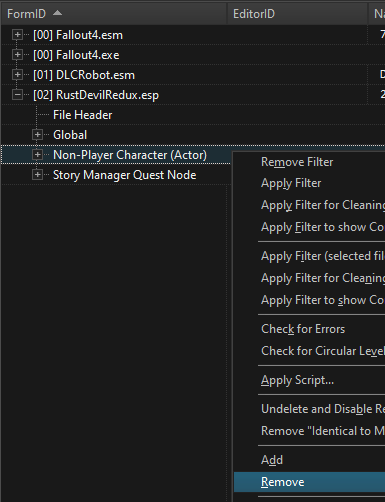 FormID EditorID Na
[00] Fallout4.esm 7
[00] Fallout4.exe
[01] DLCRobot.esm D
[02] RustDevilRedux.esp 2
File Header
Global
Non-Player Character (Actor)
Story Manager Quest Node
Remove Filter
Apply Filter
Apply Filter for Cleaning
Apply Filter to show Co
Apply Filter (selected fil
Apply Filter for Cleaning
Apply Filter to show Co
Check for Errors
Check for Circular Leve
Apply Script...
Undelete and Disable Re
Remove "Identical to M
Add
Remove